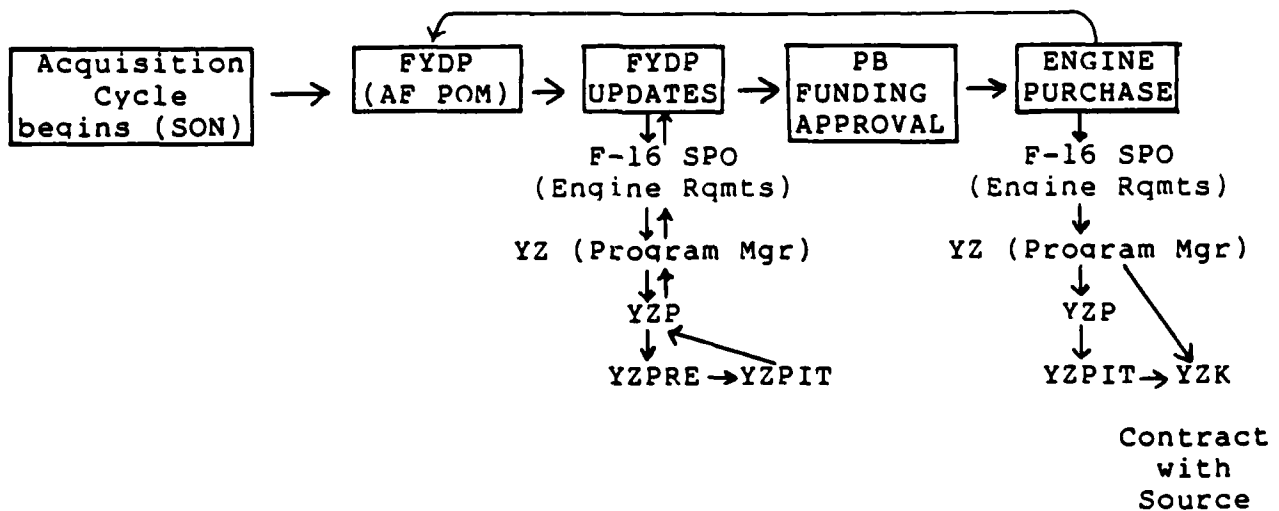 Acquisition
Cycle
begins (SON)
FYDP
(AF POM)
FYDP
UPDATES
PB
FUNDING
APPROVAL
ENGINE
PURCHASE
F-16 SPO
(Engine Rqmts)
YZ (Program Mgr)
YZP
YZPRE
YZPIT
F-16 SPO
(Engine Rqmts)
YZ (Program Mgr)
YZP
YZPIT
YZK
Contract
with
Source